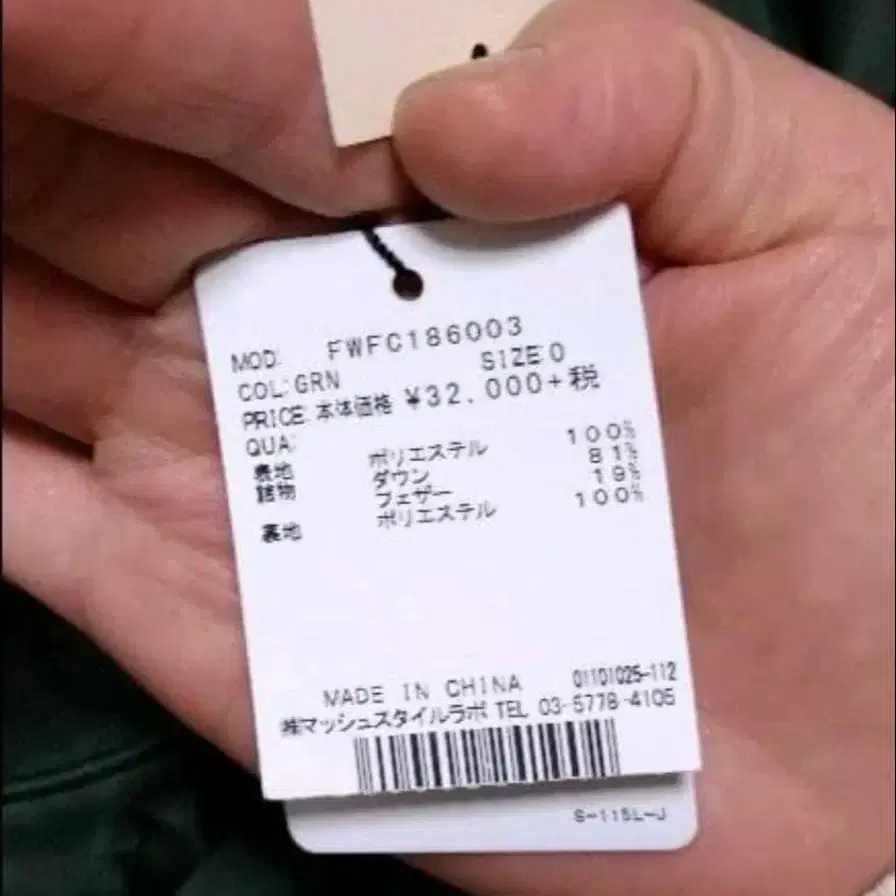 MOD: FWFC186003
COL:GRN SIZE:0
PRICE 本体価格 ¥32,000+税
QUA:
表地 ポリエステル 100%
詰物 ダウン 81%
フェザー 19%
裏地 ポリエステル 100%
MADE IN CHINA 01101025-112
㈱マッシュスタイルラボ TEL 03-5778-4105
S-115L-J